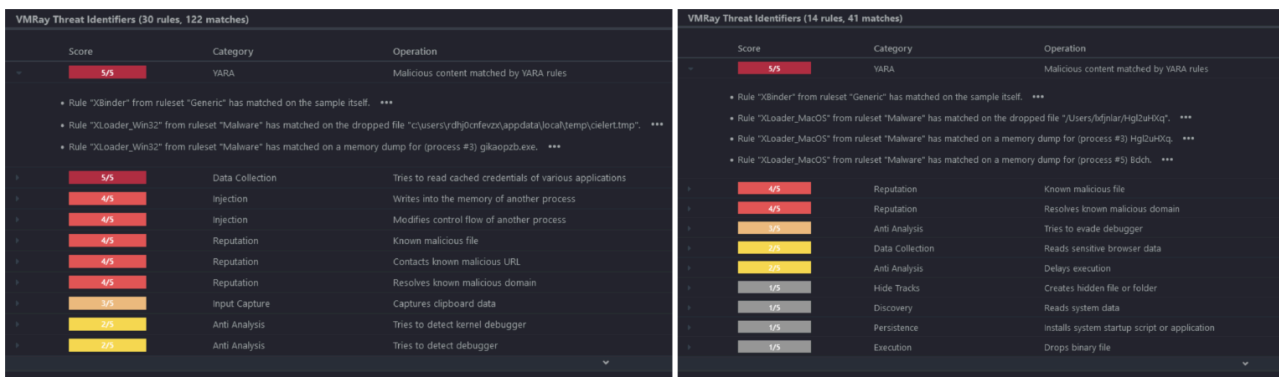 VMRay Threat Identifiers (30 rules, 122 matches)
Score Category Operation
5/5 YARA Malicious content matched by YARA rules
• Rule "XBinder" from ruleset "Generic" has matched on the sample itself. •••
• Rule "XLoader_Win32" from ruleset "Malware" has matched on the dropped file "c:\users\rdhj0cnfevzx\appdata\local\temp\cielert.tmp". •••
• Rule "XLoader_Win32" from ruleset "Malware" has matched on a memory dump for (process #3) gikaopzb.exe. •••
5/5 Data Collection Tries to read cached credentials of various applications
4/5 Injection Writes into the memory of another process
4/5 Injection Modifies control flow of another process
4/5 Reputation Known malicious file
4/5 Reputation Contacts known malicious URL
4/5 Reputation Resolves known malicious domain
3/5 Input Capture Captures clipboard data
2/5 Anti Analysis Tries to detect kernel debugger
2/5 Anti Analysis Tries to detect debugger
VMRay Threat Identifiers (14 rules, 41 matches)
Score Category Operation
5/5 YARA Malicious content matched by YARA rules
• Rule "XBinder" from ruleset "Generic" has matched on the sample itself. •••
• Rule "XLoader_MacOS" from ruleset "Malware" has matched on the dropped file "/Users/bfjnlar/Hgl2uHXq". •••
• Rule "XLoader_MacOS" from ruleset "Malware" has matched on a memory dump for (process #3) Hgl2uHXq. •••
• Rule "XLoader_MacOS" from ruleset "Malware" has matched on a memory dump for (process #5) Bdch. •••
4/5 Reputation Known malicious file
4/5 Reputation Resolves known malicious domain
3/5 Anti Analysis Tries to evade debugger
2/5 Data Collection Reads sensitive browser data
2/5 Anti Analysis Delays execution
1/5 Hide Tracks Creates hidden file or folder
1/5 Discovery Reads system data
1/5 Persistence Installs system startup script or application
1/5 Execution Drops binary file